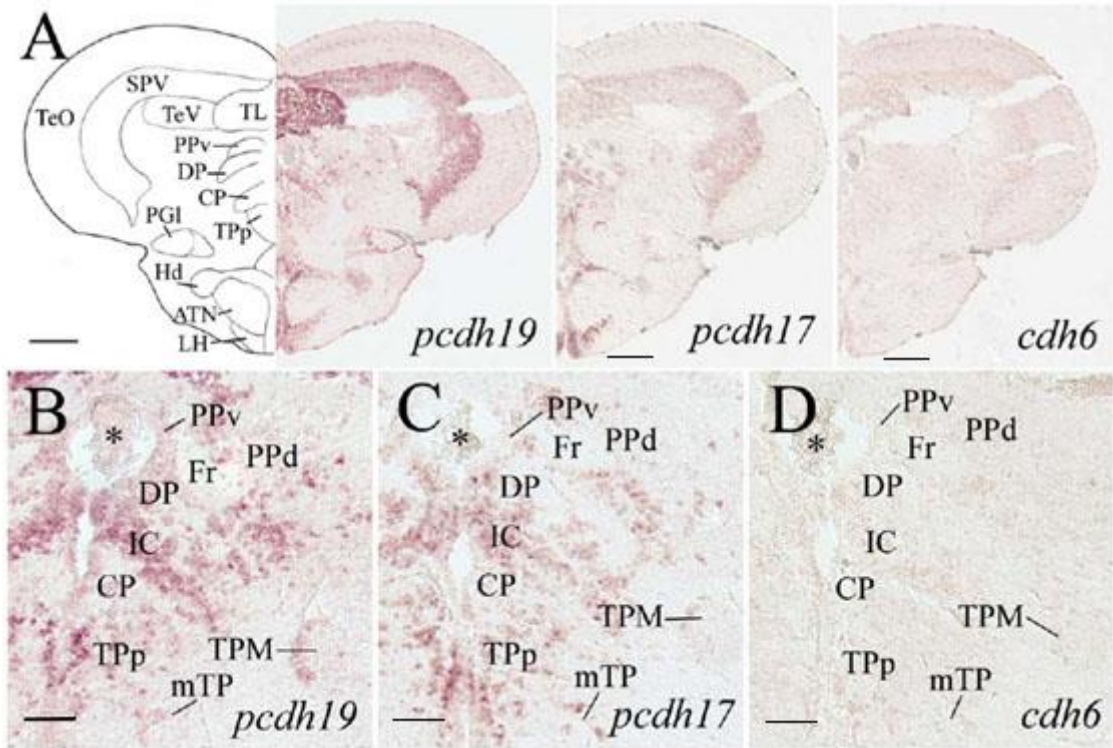 A
SPV
TeO
TeV
TL
PPv
DP
CP
PGl
TPp
Hd
ATN
LH
pcdh19
pcdh17
cdh6
B
*
PPv
Fr
PPd
DP
IC
CP
TPp
TPM
mTP
pcdh19
C
*
PPv
Fr
PPd
DP
IC
CP
TPM
TPp
mTP
pcdh17
D
*
PPv
Fr
PPd
DP
IC
CP
TPM
TPp
mTP
cdh6